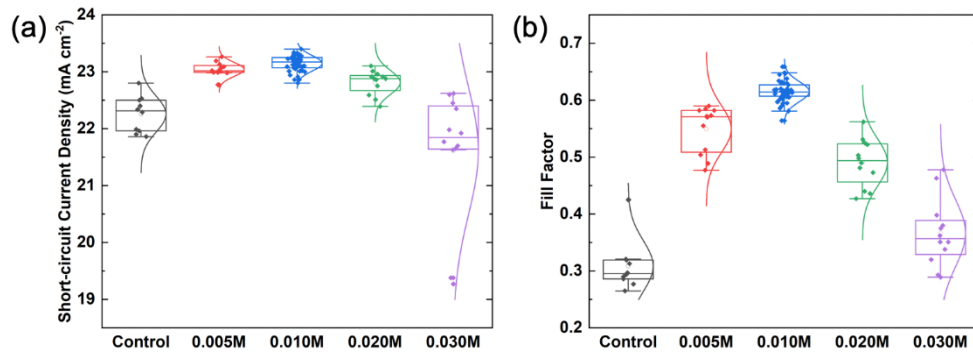 (a)
Short-circuit Current Density (mA cm⁻²)
24
23
22
21
20
19
Control 0.005M 0.010M 0.020M 0.030M
(b)
Fill Factor
0.7
0.6
0.5
0.4
0.3
0.2
Control 0.005M 0.010M 0.020M 0.030M